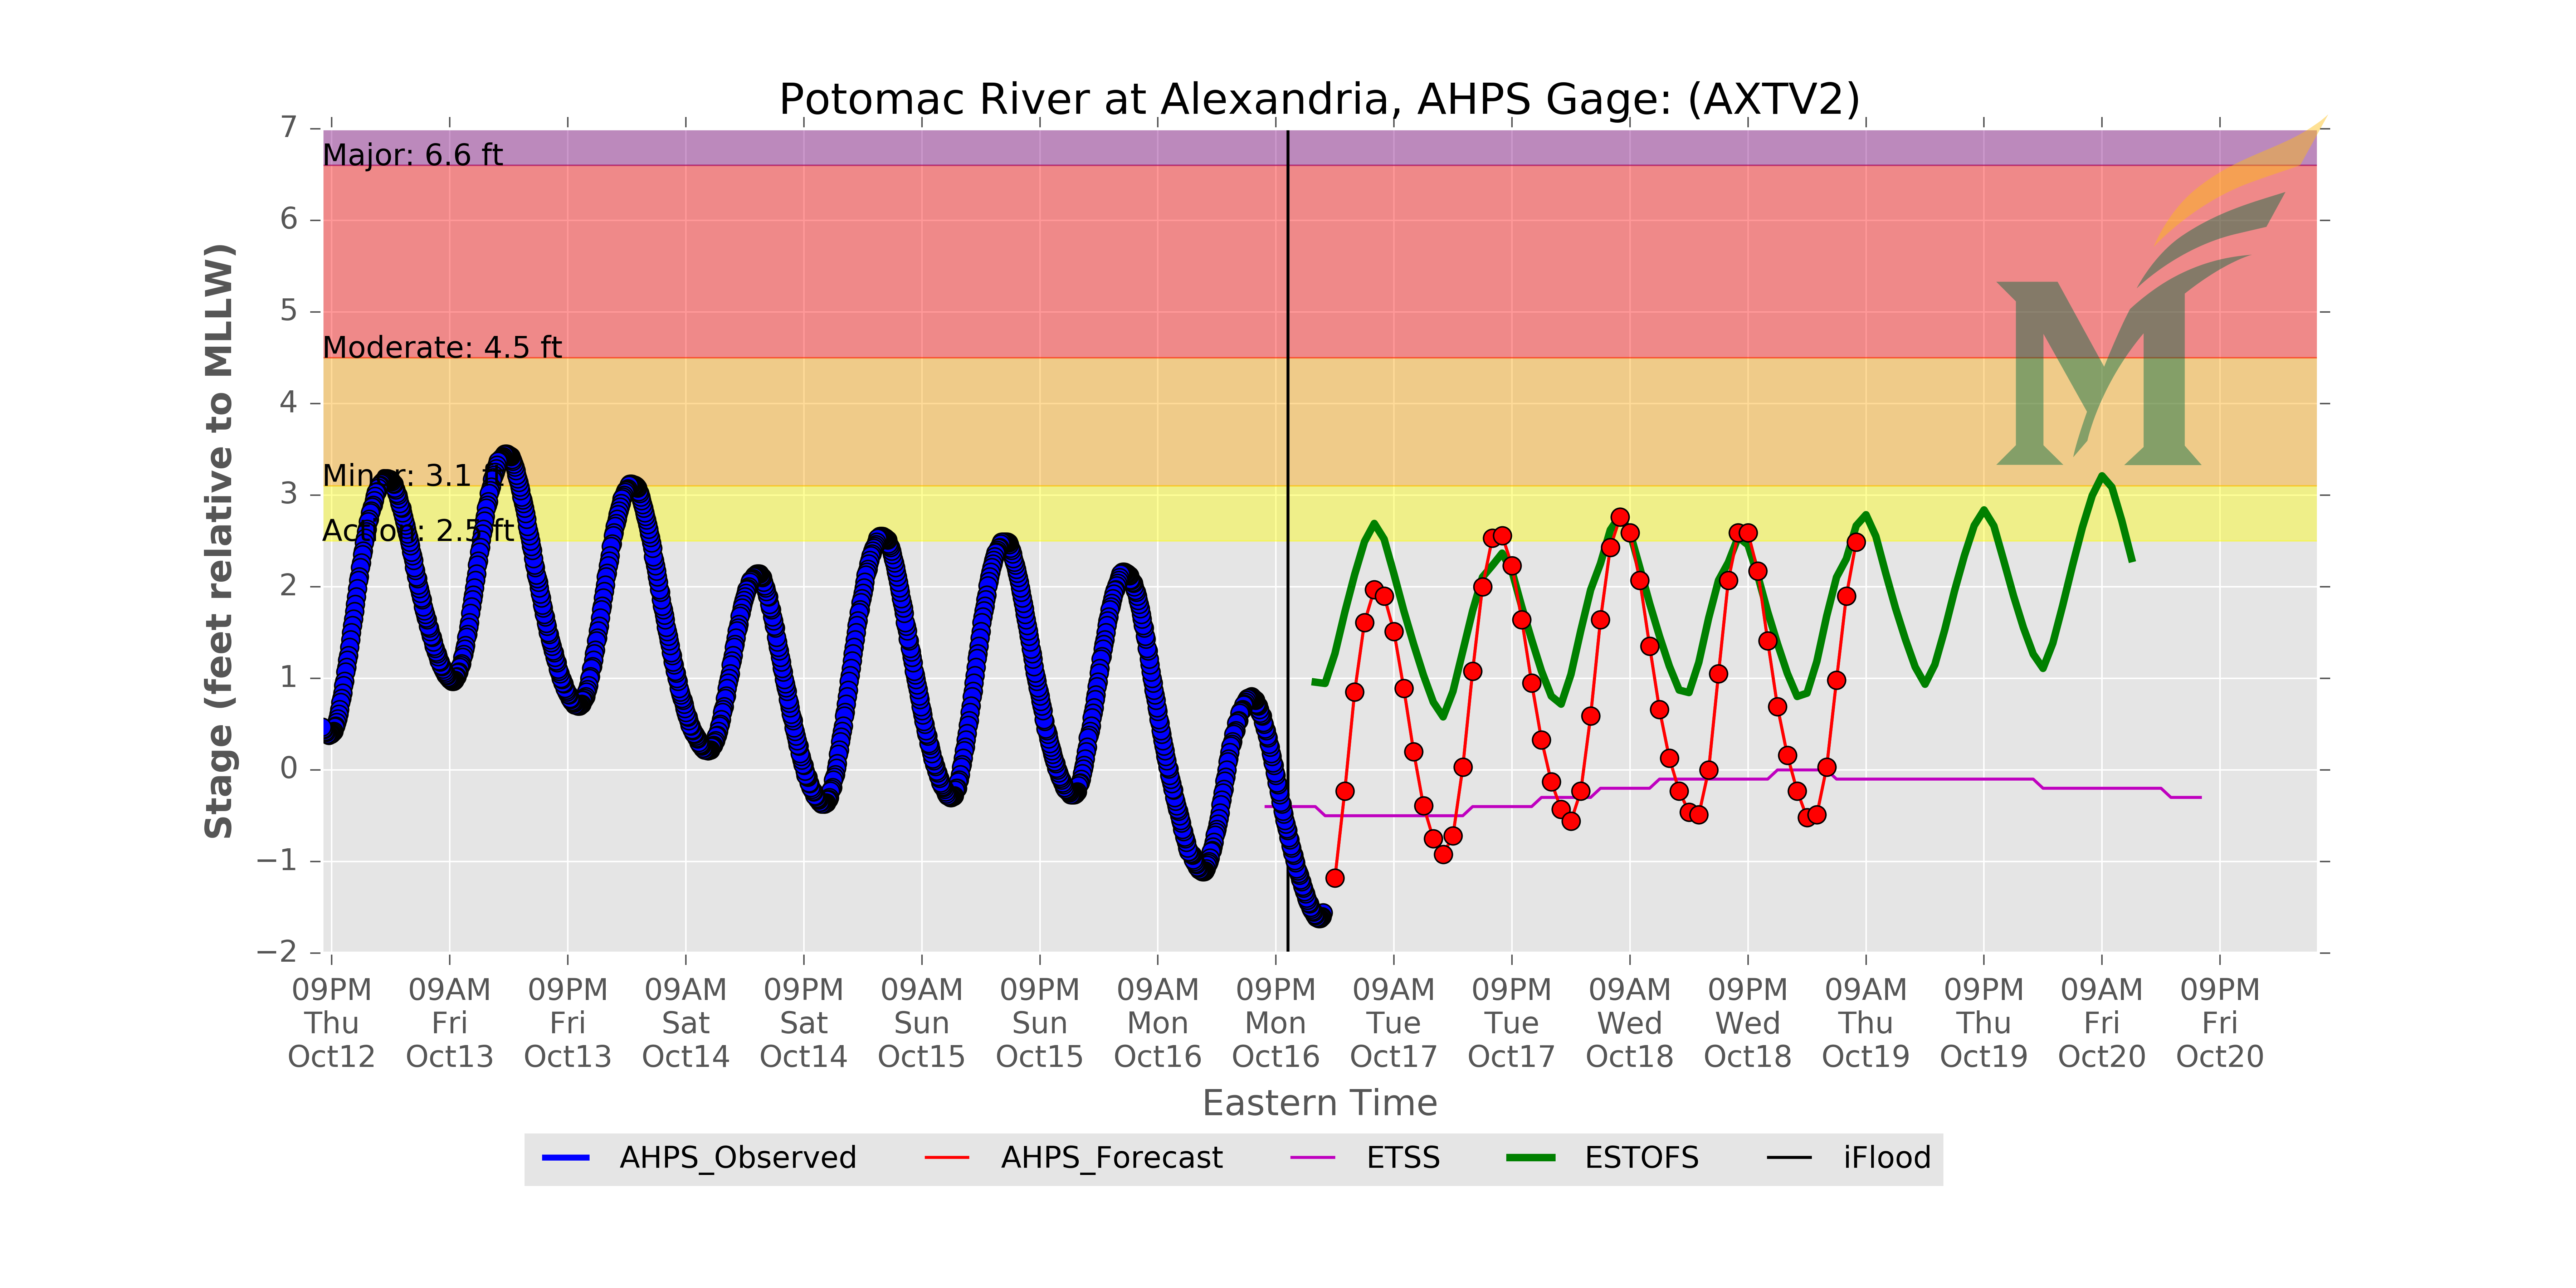 Potomac River at Alexandria, AHPS Gage: (AXTV2)
Stage (feet relative to MLLW)
7
6
5
4
3
2
1
0
−1
−2
Major: 6.6 ft
Moderate: 4.5 ft
Minor: 3.1 ft
Action: 2.5 ft
M
09PM 09AM 09PM 09AM 09PM 09AM 09PM 09AM 09PM 09AM 09PM 09AM 09PM 09AM 09PM 09AM 09PM
Thu Fri Fri Sat Sat Sun Sun Mon Mon Tue Tue Wed Wed Thu Thu Fri Fri
Oct12 Oct13 Oct13 Oct14 Oct14 Oct15 Oct15 Oct16 Oct16 Oct17 Oct17 Oct18 Oct18 Oct19 Oct19 Oct20 Oct20
Eastern Time
AHPS_Observed AHPS_Forecast ETSS ESTOFS iFlood